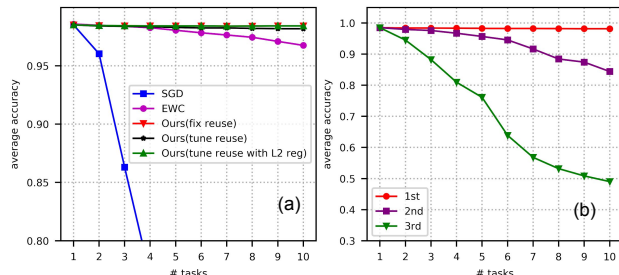 average accuracy
0.95
0.90
0.85
0.80
SGD
EWC
Ours(fix reuse)
Ours(tune reuse)
Ours(tune reuse with L2 reg)
(a)
1 2 3 4 5 6 7 8 9 10
# tasks
average accuracy
1.0
0.9
0.8
0.7
0.6
0.5
0.4
0.3
1st
2nd
3rd
(b)
1 2 3 4 5 6 7 8 9 10
# tasks